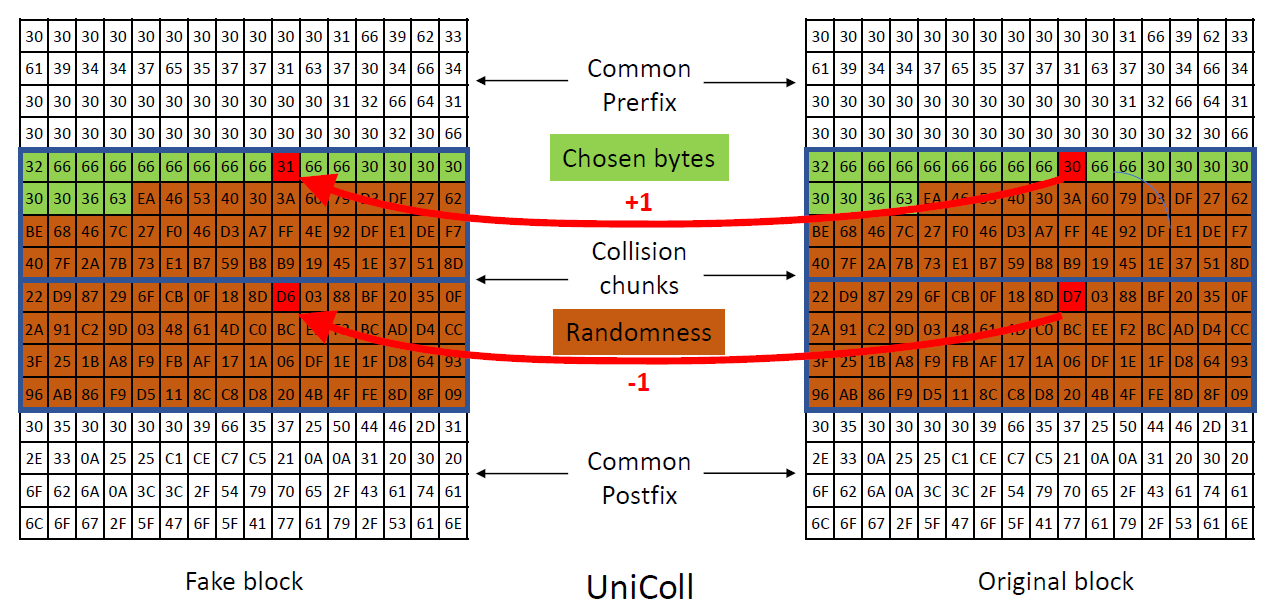 30 30 30 30 30 30 30 30 30 30 30 31 66 39 62 33
61 39 34 34 37 65 35 37 37 31 63 37 30 34 66 34
30 30 30 30 30 30 30 30 30 30 30 31 32 66 64 31
30 30 30 30 30 30 30 30 30 30 30 30 30 32 30 66
32 66 66 66 66 66 66 66 66 31 66 66 30 30 30 30
30 30 36 63 EA 46 53 40 30 3A 60 79 D3 DF 27 62
BE 68 46 7C 27 F0 46 D3 A7 FF 4E 92 DF E1 DE F7
40 7F 2A 7B 73 E1 B7 59 B8 B9 19 45 1E 37 51 8D
22 D9 87 29 6F CB 0F 18 8D D6 03 88 BF 20 35 0F
2A 91 C2 9D 03 48 61 4D C0 BC EE F2 BC AD D4 CC
3F 25 1B A8 F9 FB AF 17 1A 06 DF 1E 1F D8 64 93
96 AB 86 F9 D5 11 8C C8 D8 20 4B 4F FE 8D 8F 09
30 35 30 30 30 30 39 66 35 37 25 50 44 46 2D 31
2E 33 0A 25 25 C1 CE C7 C5 21 0A 0A 31 20 30 20
6F 62 6A 0A 3C 3C 2F 54 79 70 65 2F 43 61 74 61
6C 6F 67 2F 5F 47 6F 5F 41 77 61 79 2F 53 61 6E
Fake block
Common
Prerfix
Chosen bytes
+1
Collision
chunks
Randomness
-1
Common
Postfix
UniColl
30 30 30 30 30 30 30 30 30 30 30 31 66 39 62 33
61 39 34 34 37 65 35 37 37 31 63 37 30 34 66 34
30 30 30 30 30 30 30 30 30 30 30 31 32 66 64 31
30 30 30 30 30 30 30 30 30 30 30 30 30 32 30 66
32 66 66 66 66 66 66 66 66 30 66 66 30 30 30 30
30 30 36 63 EA 46 53 40 30 3A 60 79 D3 DF 27 62
BE 68 46 7C 27 F0 46 D3 A7 FF 4E 92 DF E1 DE F7
40 7F 2A 7B 73 E1 B7 59 B8 B9 19 45 1E 37 51 8D
22 D9 87 29 6F CB 0F 18 8D D7 03 88 BF 20 35 0F
2A 91 C2 9D 03 48 61 4D C0 BC EE F2 BC AD D4 CC
3F 25 1B A8 F9 FB AF 17 1A 06 DF 1E 1F D8 64 93
96 AB 86 F9 D5 11 8C C8 D8 20 4B 4F FE 8D 8F 09
30 35 30 30 30 30 39 66 35 37 25 50 44 46 2D 31
2E 33 0A 25 25 C1 CE C7 C5 21 0A 0A 31 20 30 20
6F 62 6A 0A 3C 3C 2F 54 79 70 65 2F 43 61 74 61
6C 6F 67 2F 5F 47 6F 5F 41 77 61 79 2F 53 61 6E
Original block